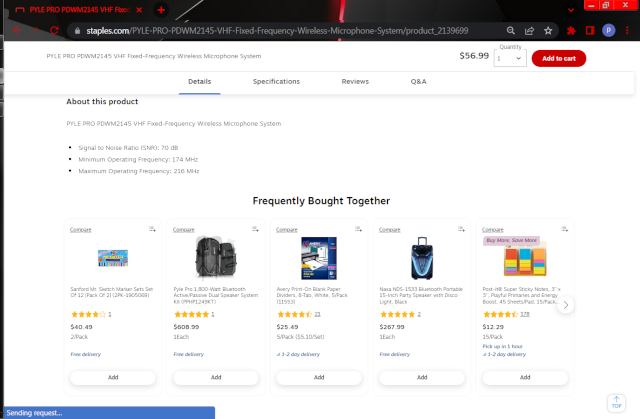 PYLE PRO PDWM2145 VHF Fixed
staples.com/PYLE-PRO-PDWM2145-VHF-Fixed-Frequency-Wireless-Microphone-System/product_2139699
P
PYLE PRO PDWM2145 VHF Fixed-Frequency Wireless Microphone System
$56.99
Quantity
1
Add to cart
Details
Specifications
Reviews
Q&A
About this product
PYLE PRO PDWM2145 VHF Fixed-Frequency Wireless Microphone System
• Signal to Noise Ratio (SNR): 70 dB
• Minimum Operating Frequency: 174 MHz
• Maximum Operating Frequency: 216 MHz
Frequently Bought Together
Compare
Sanford Mr. Sketch Marker Sets Set
Of 12 (Pack Of 2) (2PK-1905069)
1
$40.49
2/Pack
Free delivery
Add
Compare
Pyle Pro 1,800-Watt Bluetooth
Active/Passive Dual Speaker System
Kit (PPHP1249KT)
1
$608.99
1Each
Free delivery
Add
Compare
AVERY
Avery Print-On Blank Paper
Dividers, 8-Tab, White, 5/Pack
(11553)
21
$25.49
5/Pack ($5.10/Set)
1-2 day delivery
Add
Compare
Naxa NDS-1533 Bluetooth Portable
15-Inch Party Speaker with Disco
Light, Black
2
$267.99
1Each
Free delivery
Add
Compare
Buy More, Save More
Post-it® Super Sticky Notes, 3" x
3", Playful Primaries and Energy
Boost, 45 Sheets/Pad, 15/Pack
178
$12.29
15/Pack
Pick up in 1 hour
1-2 day delivery
Add
TOP
Sending request...